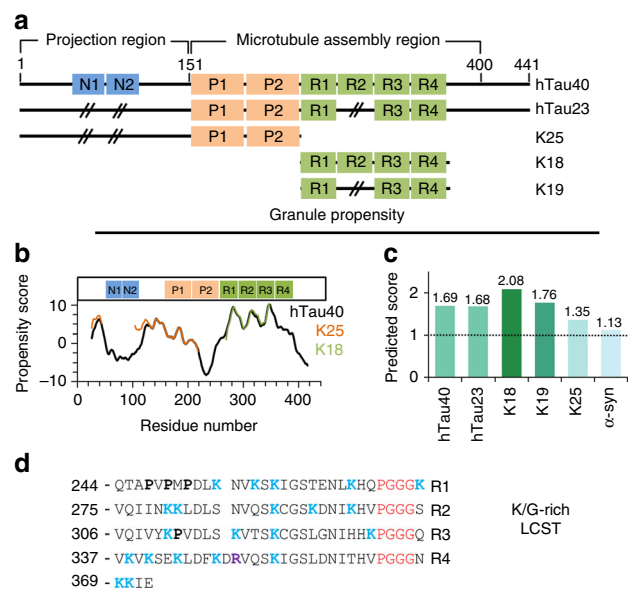 a
Projection region Microtubule assembly region
1 151 400 441
N1 N2 P1 P2 R1 R2 R3 R4 hTau40
P1 P2 R1 R3 R4 hTau23
P1 P2 K25
R1 R2 R3 R4 K18
R1 R3 R4 K19
Granule propensity
b
N1 N2 P1 P2 R1 R2 R3 R4
10
0
−10
Propensity score
hTau40
K25
K18
0 100 200 300 400
Residue number
c
Predicted score
2
1
0
1.69 1.68 2.08 1.76 1.35 1.13
hTau40 hTau23 K18 K19 K25 α-syn
d
244 - QTAPVPMPDLK NVKSKIGSTENLKHQPGGGK R1
275 - VQIINKKLDLS NVQSKCGSKDNIKHVPGGGS R2
306 - VQIVYKPVDLS KVTSKCGSLGNIHHKPGGGQ R3
337 - VKVKSEKLDFKDRVQSKIGSLDNITHVPGGGN R4
369 - KKIE
K/G-rich
LCST